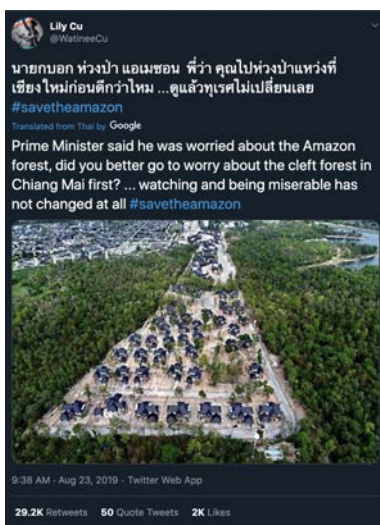 Lily Cu
@WatineeCu
นายกบอก ห่วงป่า แอเมซอน พี่ว่า คุณไปห่วงป่าแหว่งที่
เชียงใหม่ก่อนดีกว่าไหม ...ดูแล้วทุเรศไม่เปลี่ยนเลย
#savetheamazon
Translated from Thai by Google
Prime Minister said he was worried about the Amazon
forest, did you better go to worry about the cleft forest in
Chiang Mai first? ... watching and being miserable has
not changed at all #savetheamazon
9:38 AM · Aug 23, 2019 · Twitter Web App
29.2K Retweets 50 Quote Tweets 2K Likes